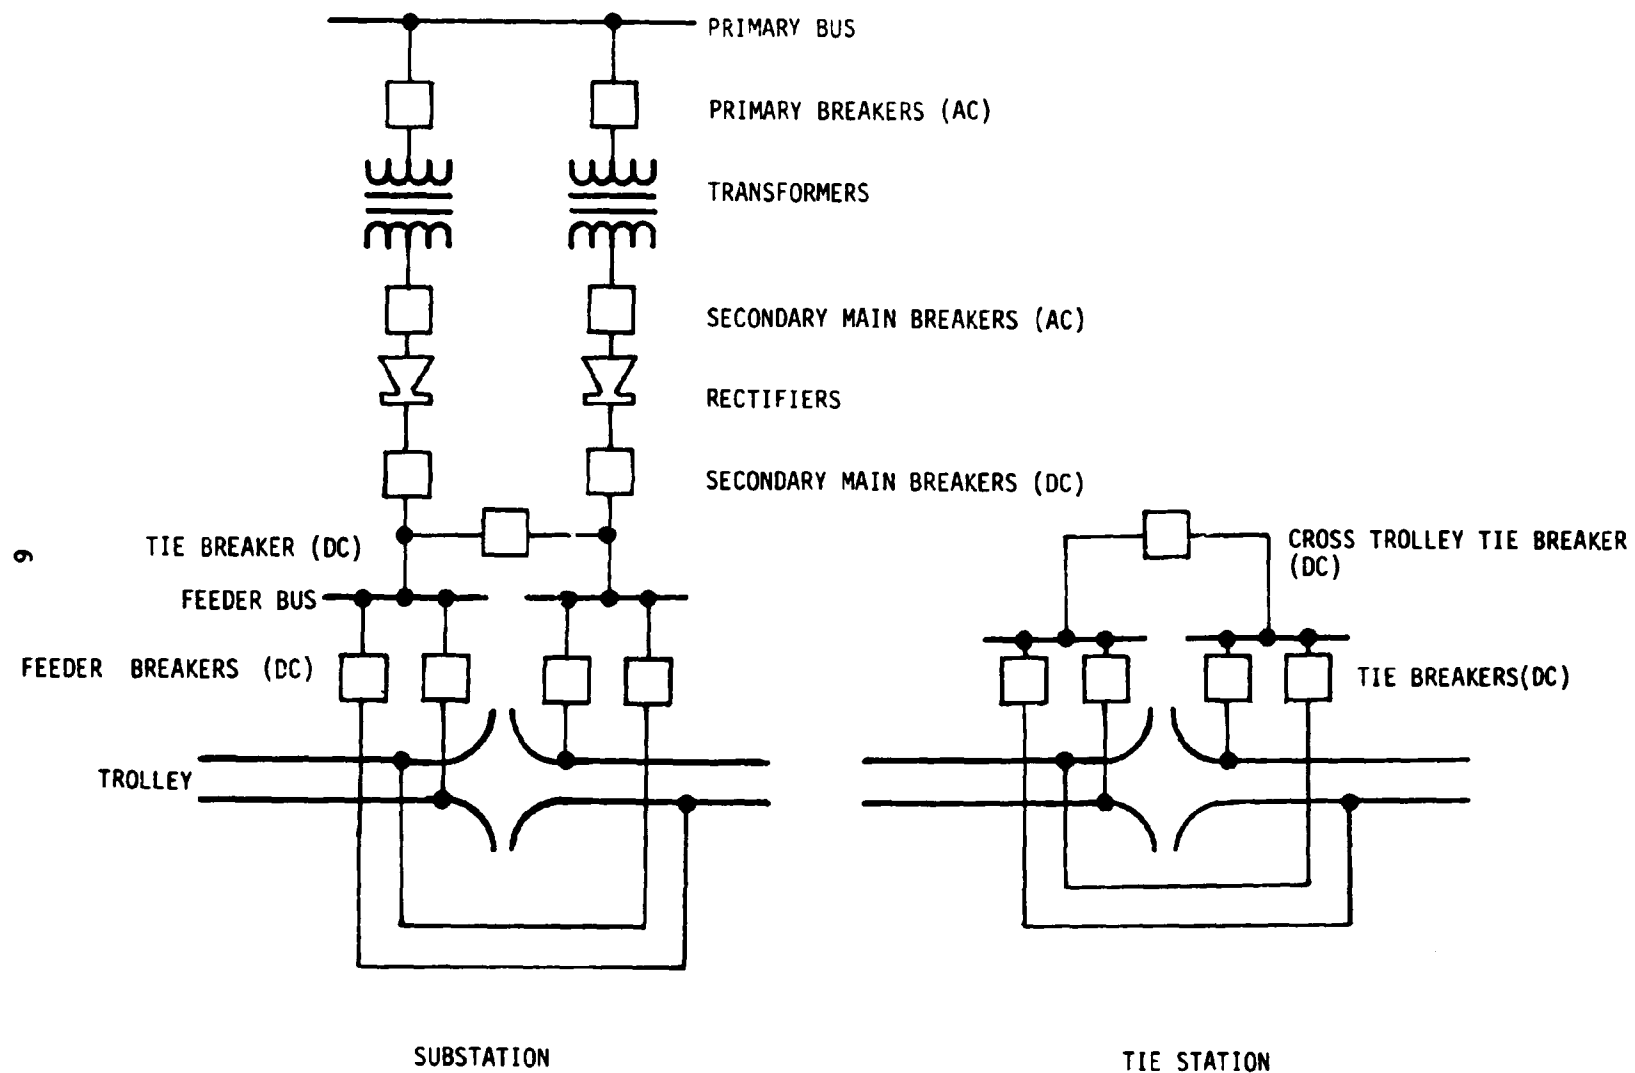 PRIMARY BUS
PRIMARY BREAKERS (AC)
TRANSFORMERS
SECONDARY MAIN BREAKERS (AC)
RECTIFIERS
SECONDARY MAIN BREAKERS (DC)
TIE BREAKER (DC)
CROSS TROLLEY TIE BREAKER
(DC)
9
FEEDER BUS
FEEDER BREAKERS (DC)
TIE BREAKERS(DC)
TROLLEY
SUBSTATION
TIE STATION